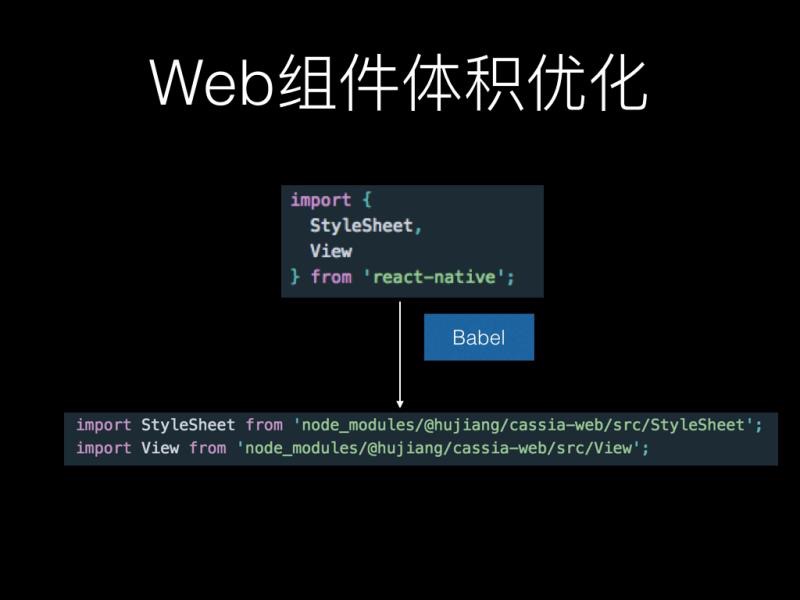 Web组件体积优化
import {
  StyleSheet,
  View
} from 'react-native';
Babel
import StyleSheet from 'node_modules/@hujiang/cassia-web/src/StyleSheet';
import View from 'node_modules/@hujiang/cassia-web/src/View';